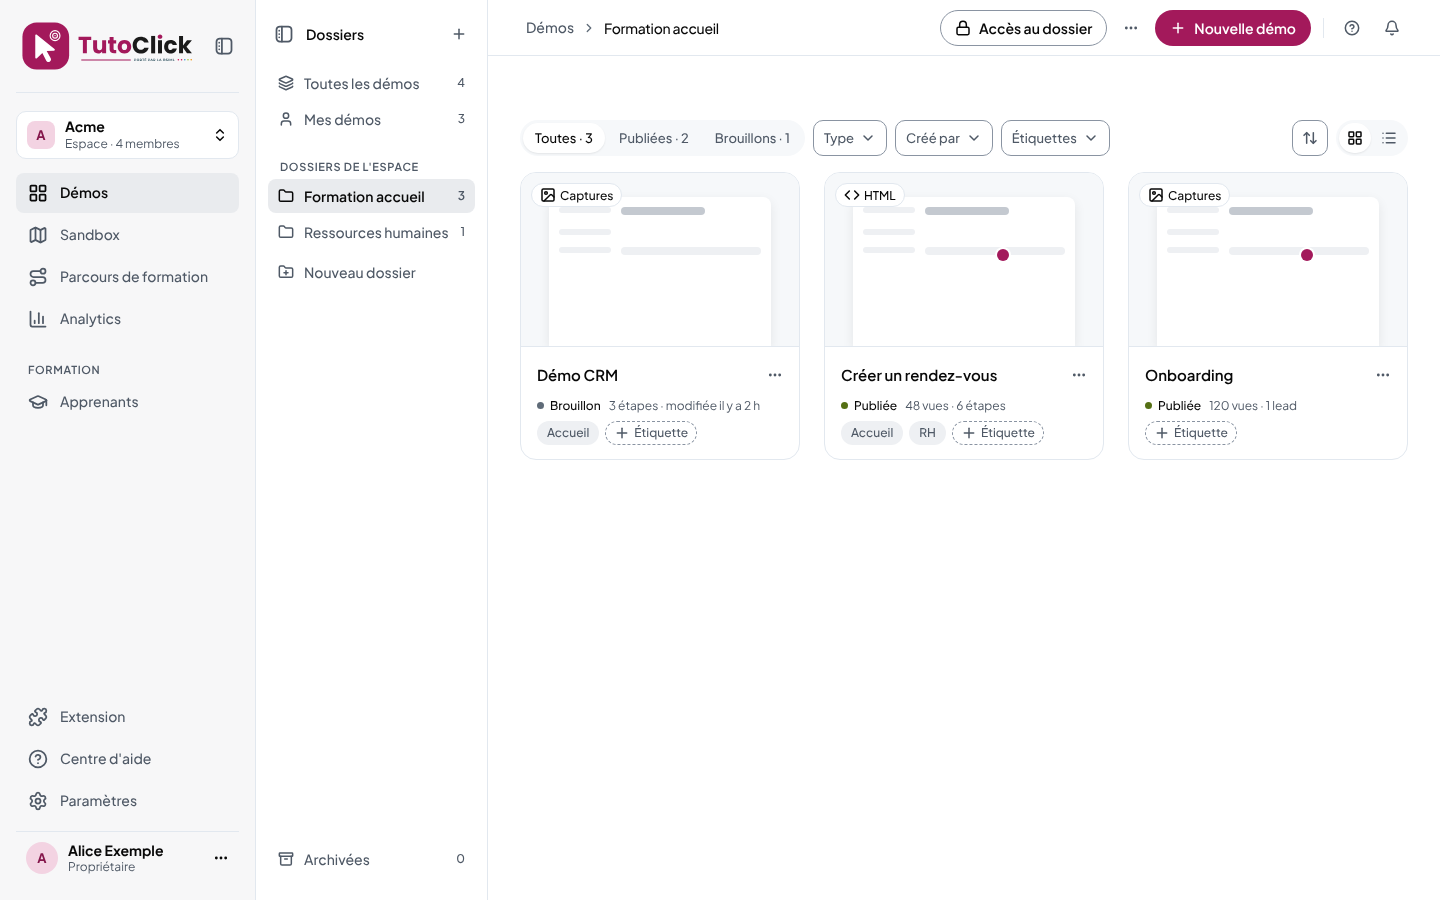 TutoClick
A
Acme
Espace · 4 membres
Démos
Sandbox
Parcours de formation
Analytics
FORMATION
Apprenants
Extension
Centre d'aide
Paramètres
A
Alice Exemple
Propriétaire
Dossiers
Toutes les démos 4
Mes démos 3
DOSSIERS DE L'ESPACE
Formation accueil 3
Ressources humaines 1
Nouveau dossier
Archivées 0
Démos > Formation accueil
Accès au dossier
Nouvelle démo
Toutes · 3 Publiées · 2 Brouillons · 1 Type Créé par Étiquettes
Captures
Démo CRM
Brouillon 3 étapes · modifiée il y a 2 h
Accueil + Étiquette
HTML
Créer un rendez-vous
Publiée 48 vues · 6 étapes
Accueil RH + Étiquette
Captures
Onboarding
Publiée 120 vues · 1 lead
+ Étiquette